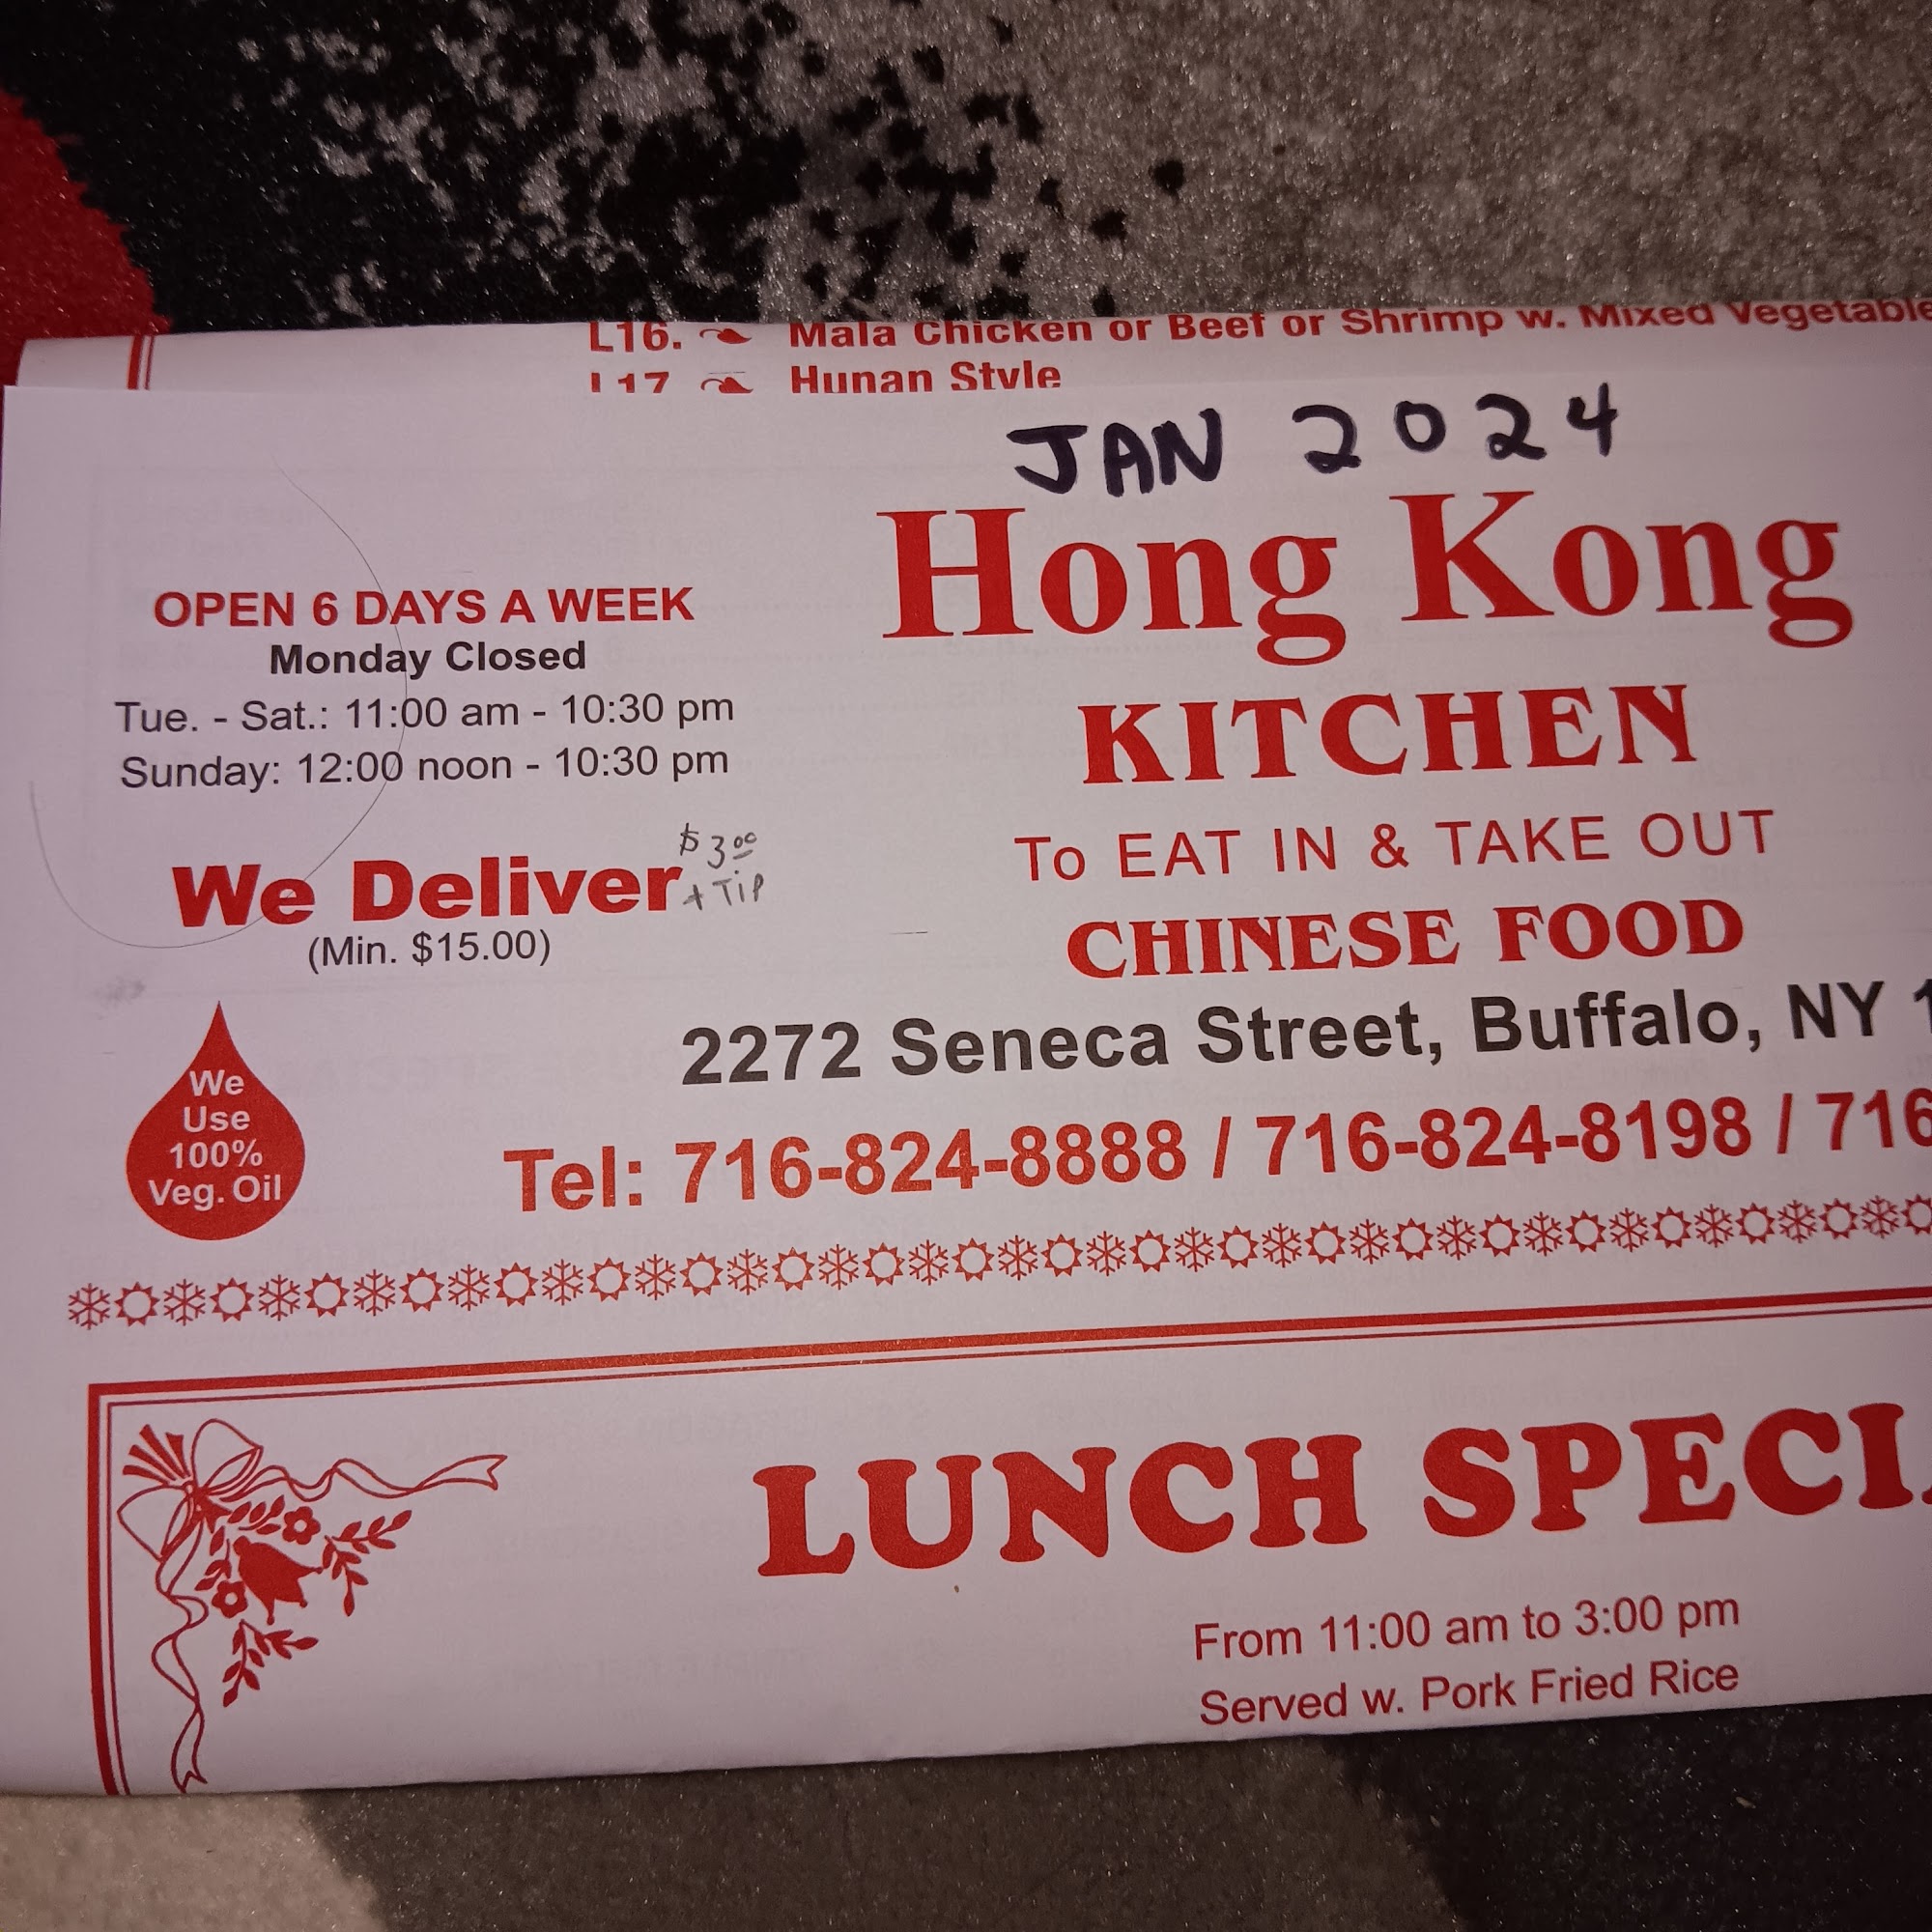 L16. Mala Chicken or Beef or Shrimp w. Mixed Vegetable
L17 Hunan Style
JAN 2024
Hong Kong
KITCHEN
To EAT IN & TAKE OUT
CHINESE FOOD
OPEN 6 DAYS A WEEK
Monday Closed
Tue. - Sat.: 11:00 am - 10:30 pm
Sunday: 12:00 noon - 10:30 pm
We Deliver
$3.00
+ TIP
(Min. $15.00)
2272 Seneca Street, Buffalo, NY 1
Tel: 716-824-8888 / 716-824-8198 / 716
We
Use
100%
Veg. Oil
LUNCH SPECI
From 11:00 am to 3:00 pm
Served w. Pork Fried Rice